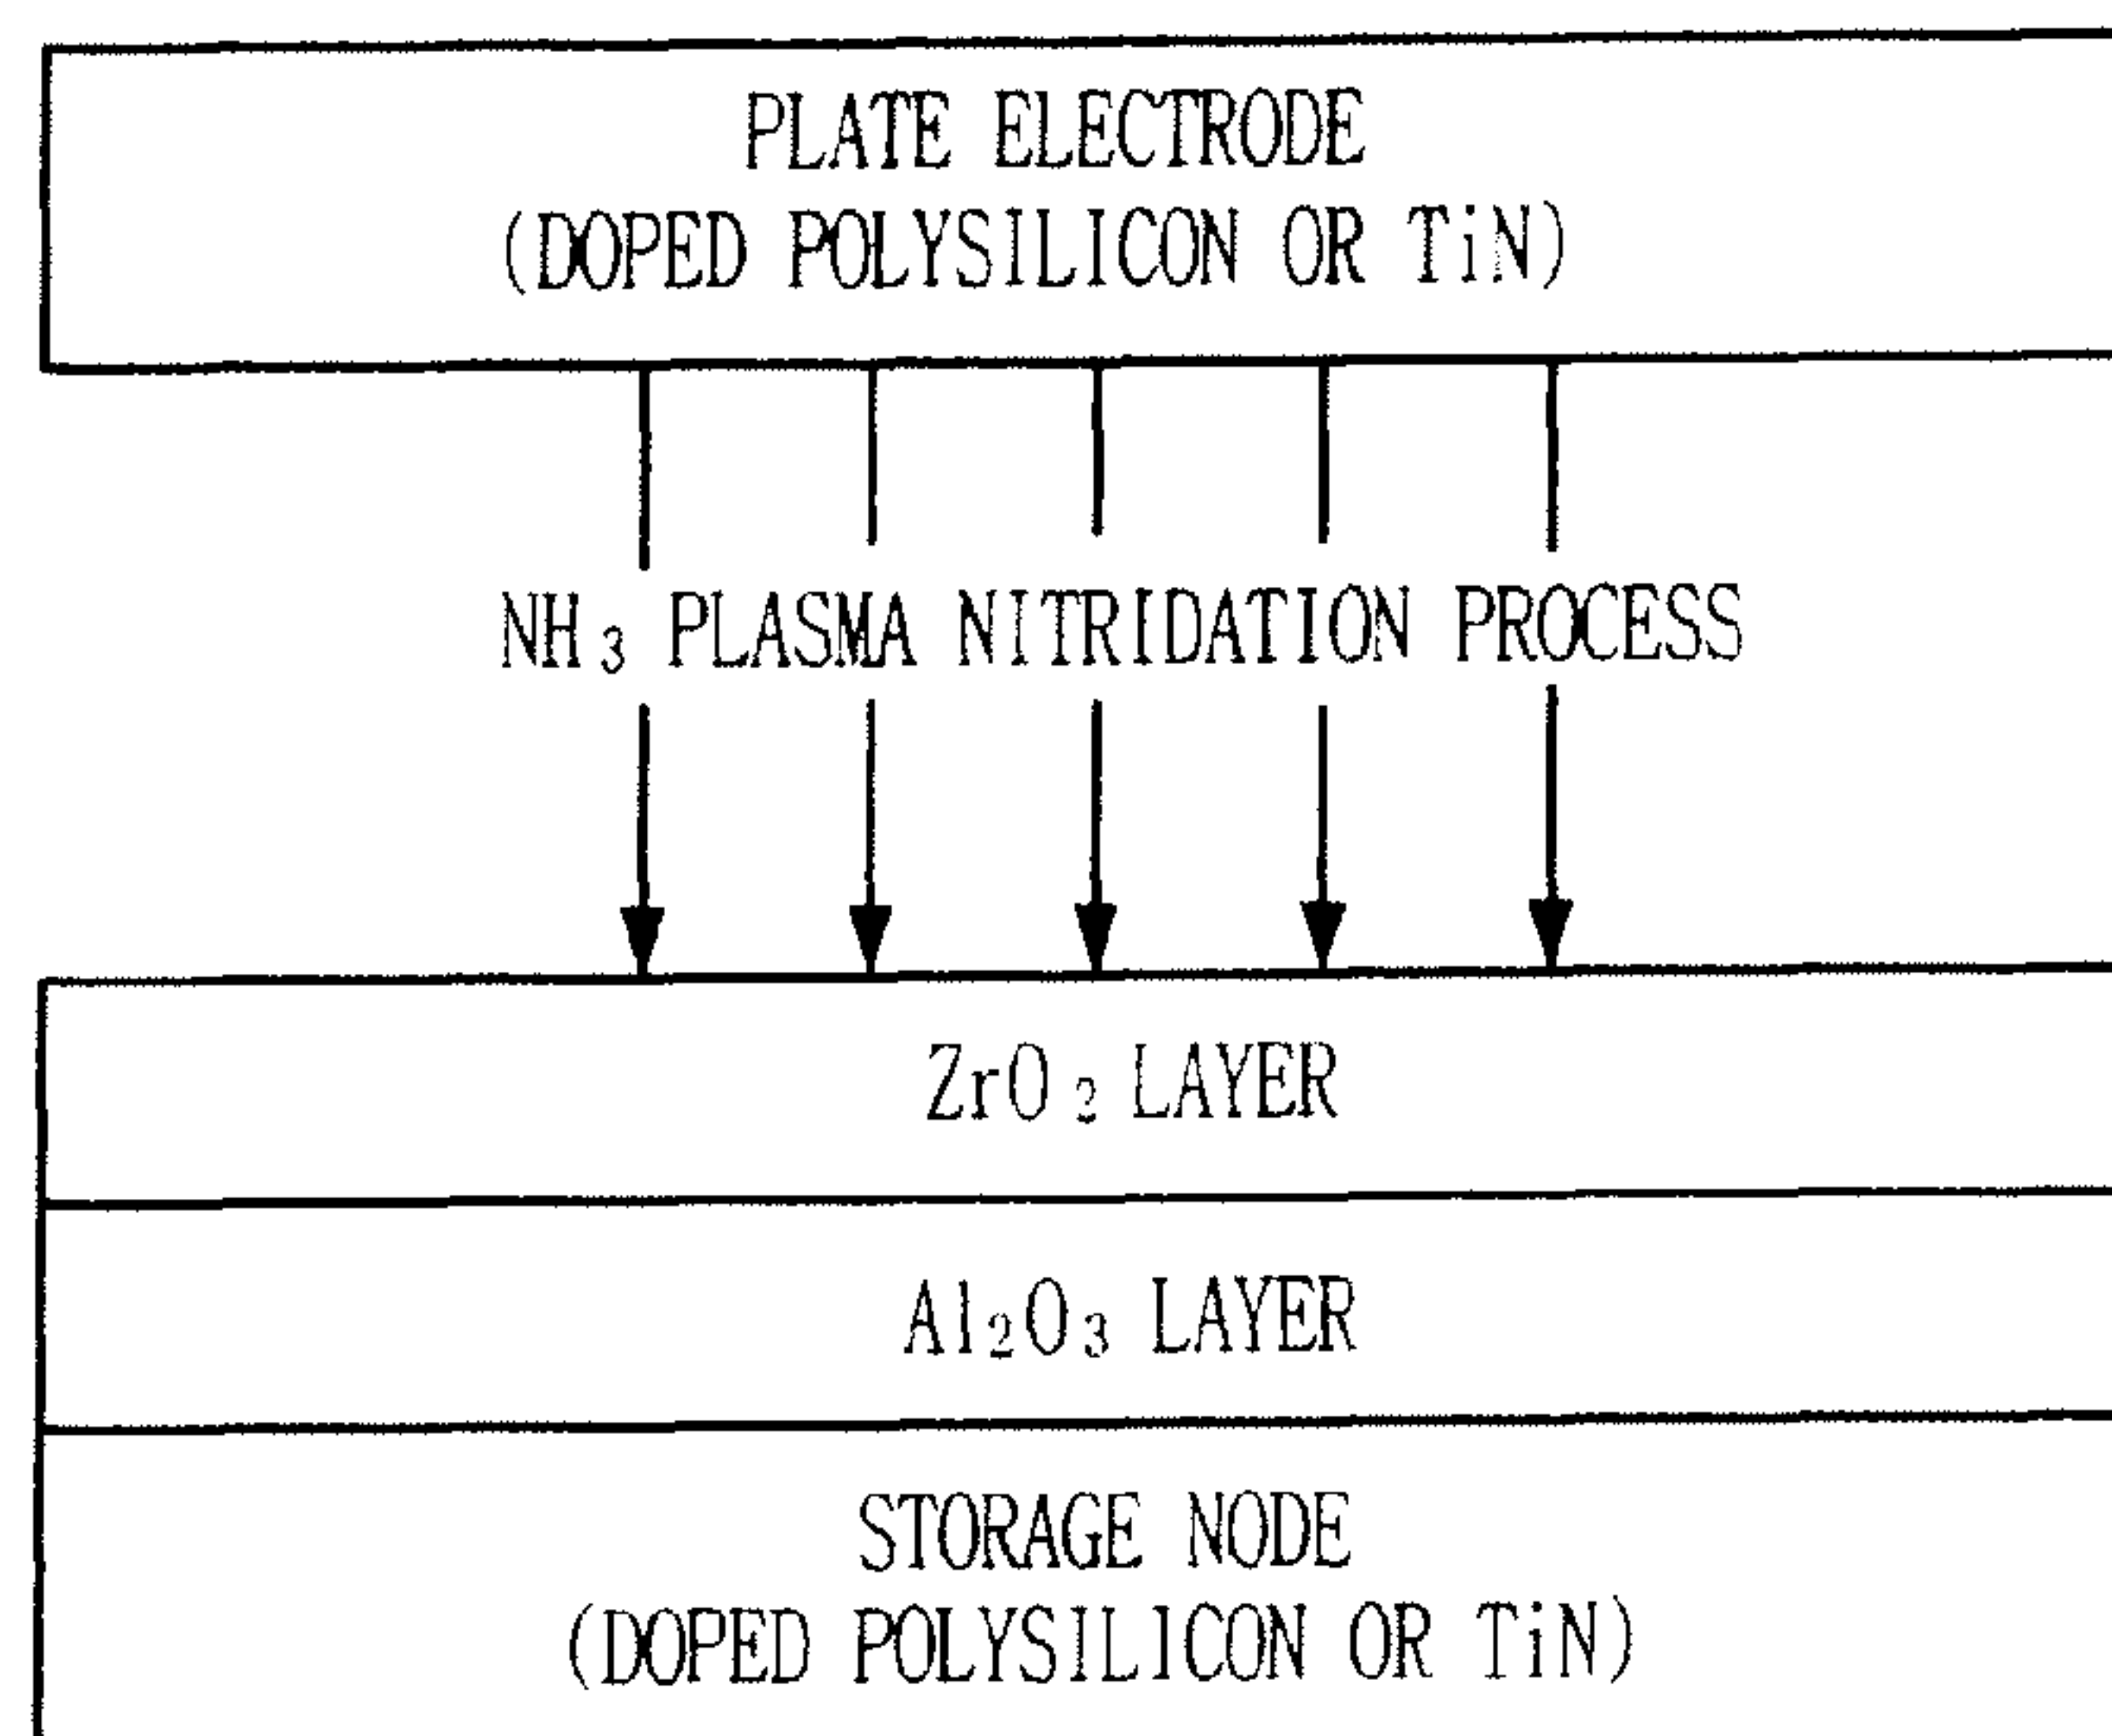 PLATE ELECTRODE
(DOPED POLYSILICON OR TiN)
NH₃ PLASMA NITRIDATION PROCESS
ZrO₂ LAYER
Al₂O₃ LAYER
STORAGE NODE
(DOPED POLYSILICON OR TiN)